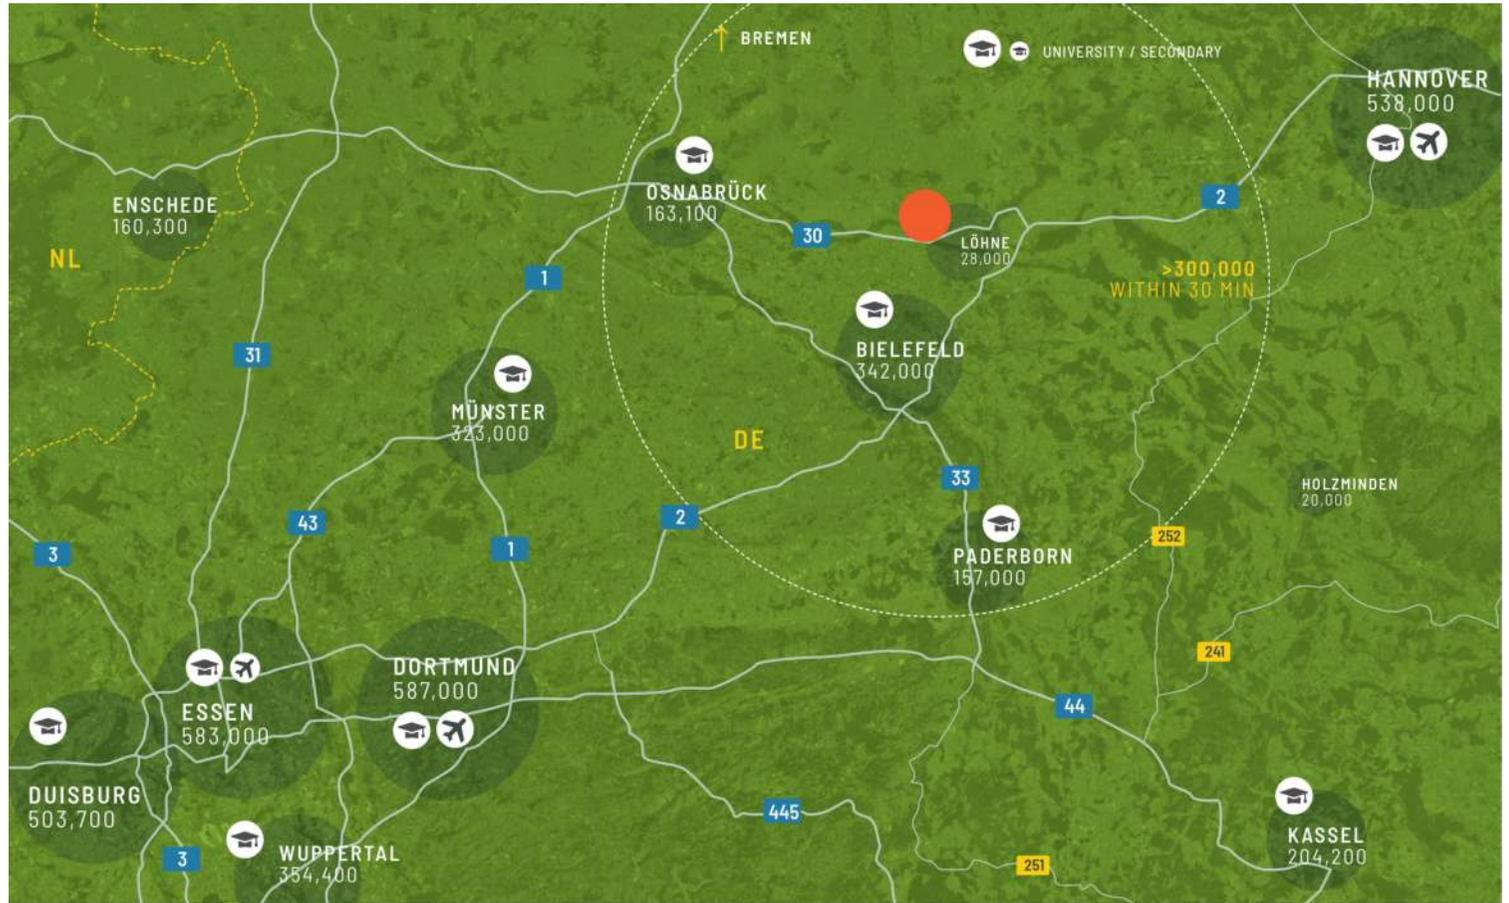 ↑ BREMEN
UNIVERSITY / SECONDARY
HANNOVER
538,000
ENSCHEDE
160,300
OSNABRÜCK
163,100
2
30
LÖHNE
28,000
NL
1
>300,000
WITHIN 30 MIN
31
BIELEFELD
342,000
MÜNSTER
323,000
DE
33
HOLZMINDEN
20,000
43
2
3
1
252
PADERBORN
157,000
241
DORTMUND
587,000
ESSEN
583,000
44
DUISBURG
503,700
445
KASSEL
204,200
3
WUPPERTAL
354,400
251